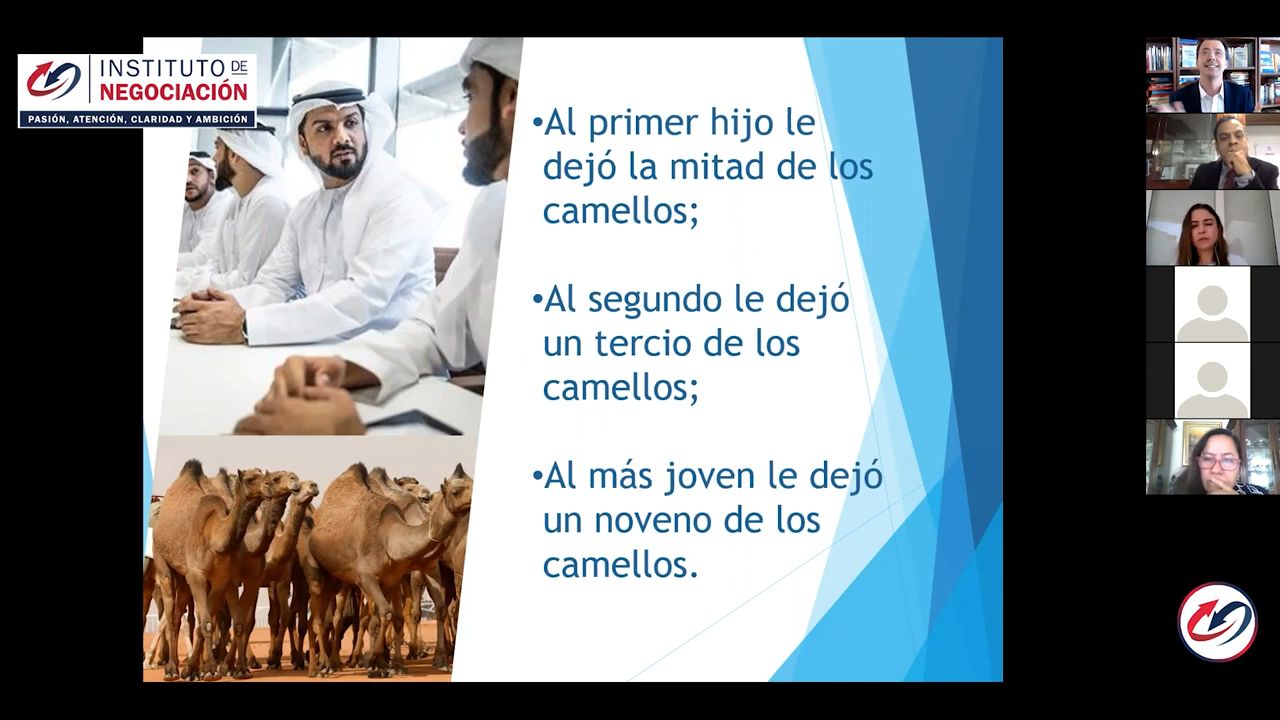 INSTITUTO DE
NEGOCIACIÓN
PASIÓN, ATENCIÓN, CLARIDAD Y AMBICIÓN
•Al primer hijo le
dejó la mitad de los
camellos;
•Al segundo le dejó
un tercio de los
camellos;
•Al más joven le dejó
un noveno de los
camellos.